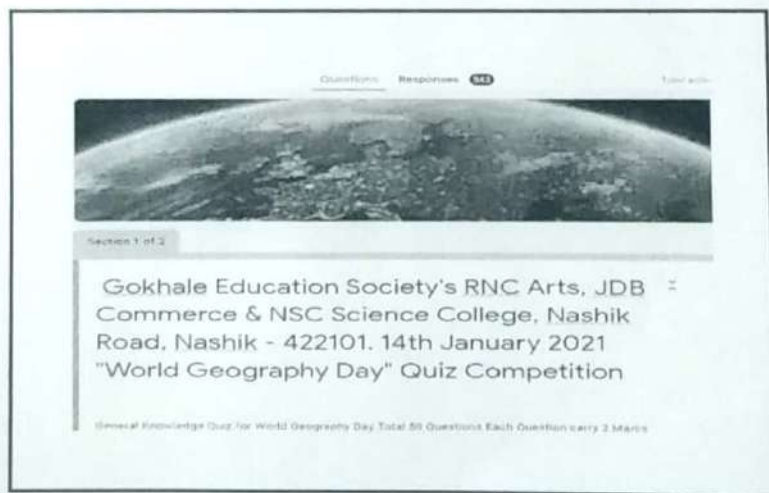 Questions Responses 543
Section 1 of 2
Gokhale Education Society's RNC Arts, JDB
Commerce & NSC Science College, Nashik
Road, Nashik - 422101. 14th January 2021
"World Geography Day" Quiz Competition
General Knowledge Quiz for World Geography Day Total 50 Questions Each Question carry 2 Marks